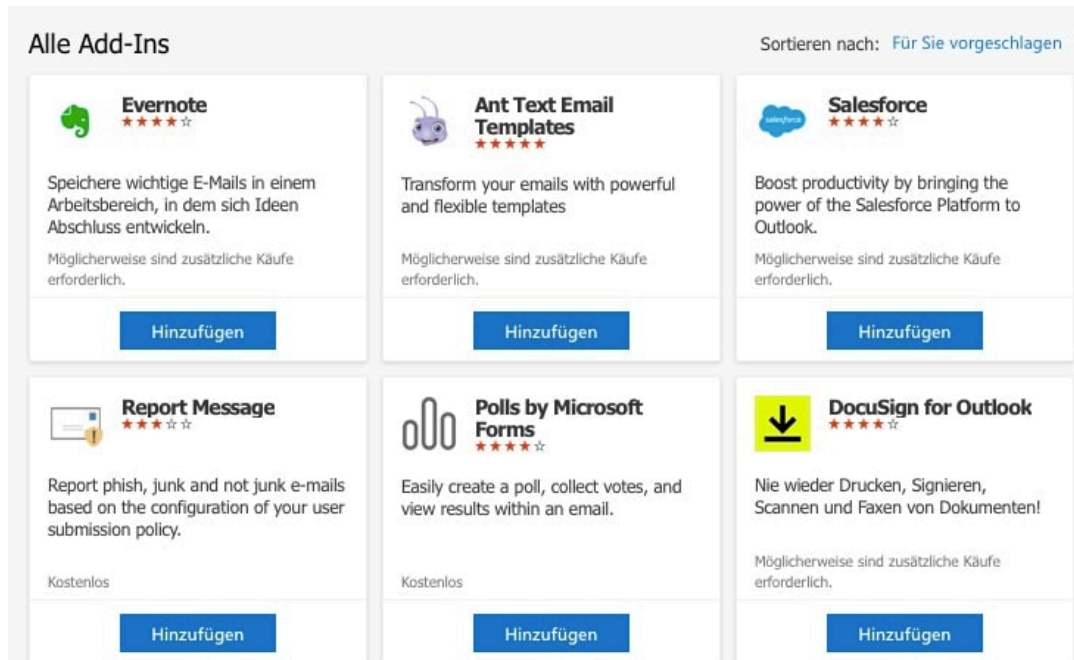 Alle Add-Ins
Sortieren nach: Für Sie vorgeschlagen
Evernote
Speichere wichtige E-Mails in einem
Arbeitsbereich, in dem sich Ideen
Abschluss entwickeln.
Möglicherweise sind zusätzliche Käufe
erforderlich.
Hinzufügen
Ant Text Email
Templates
Transform your emails with powerful
and flexible templates
Möglicherweise sind zusätzliche Käufe
erforderlich.
Hinzufügen
salesforce
Salesforce
Boost productivity by bringing the
power of the Salesforce Platform to
Outlook.
Möglicherweise sind zusätzliche Käufe
erforderlich.
Hinzufügen
Report Message
Report phish, junk and not junk e-mails
based on the configuration of your user
submission policy.
Kostenlos
Hinzufügen
Polls by Microsoft
Forms
Easily create a poll, collect votes, and
view results within an email.
Kostenlos
Hinzufügen
DocuSign for Outlook
Nie wieder Drucken, Signieren,
Scannen und Faxen von Dokumenten!
Möglicherweise sind zusätzliche Käufe
erforderlich.
Hinzufügen